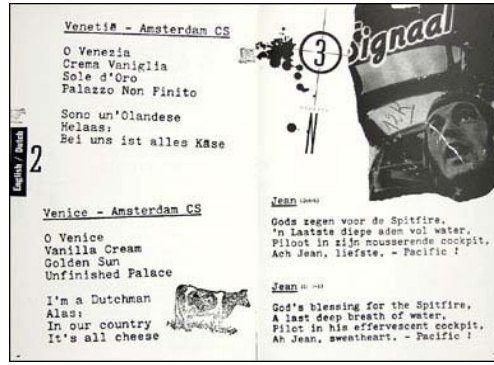 Venetië - Amsterdam CS
O Venezia
Crema Vaniglia
Sole d'Oro
Palazzo Non Finito
Sono un'Olandese
Helaas:
Bei uns ist alles Käse
English / Dutch
2
Venice - Amsterdam CS
O Venice
Vanilla Cream
Golden Sun
Unfinished Palace
I'm a Dutchman
Alas:
In our country
It's all cheese
3
Signaal
N
Jean
Gods zegen voor de Spitfire,
'n Laatste diepe adem vol water,
Piloot in zijn mousserende cockpit,
Ach Jean, liefste. - Pacific !
Jean
God's blessing for the Spitfire,
A last deep breath of water,
Pilot in his effervescent cockpit,
Ah Jean, sweetheart. - Pacific !